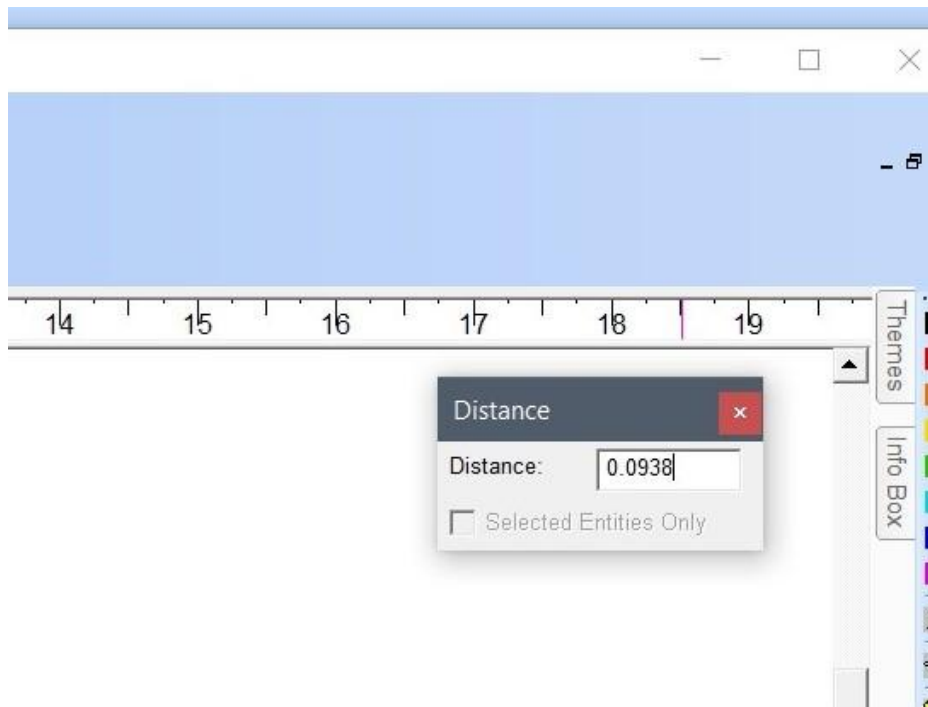 14 15 16 17 18 19
Themes
Distance
Distance: 0.0938
Selected Entities Only
Info Box